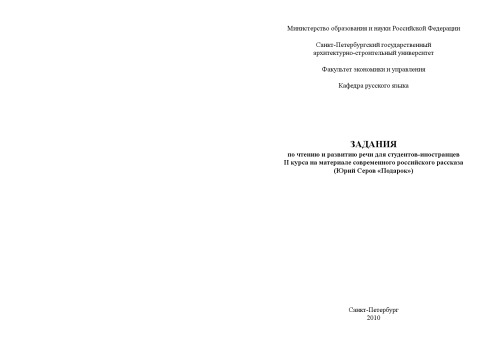 Министерство образования и науки Российской Федерации
Санкт-Петербургский государственный
архитектурно-строительный университет
Факультет экономики и управления
Кафедра русского языка
ЗАДАНИЯ
по чтению и развитию речи для студентов-иностранцев
II курса на материале современного российского рассказа
(Юрий Серов «Подарок»)
Санкт-Петербург
2010